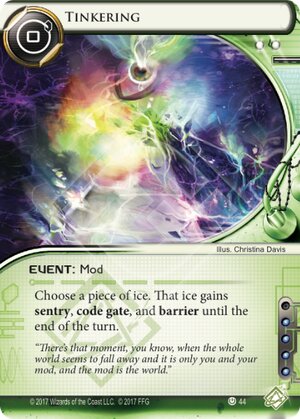 TINKERING
0
Illus. Christina Davis
EVENT: Mod
Choose a piece of ice. That ice gains
sentry, code gate, and barrier until the
end of the turn.
"There's that moment, you know, when the whole
world seems to fall away and it is only you and your
mod, and the mod is the world."
© 2017 Wizards of the Coast LLC. © 2017 FFG
44